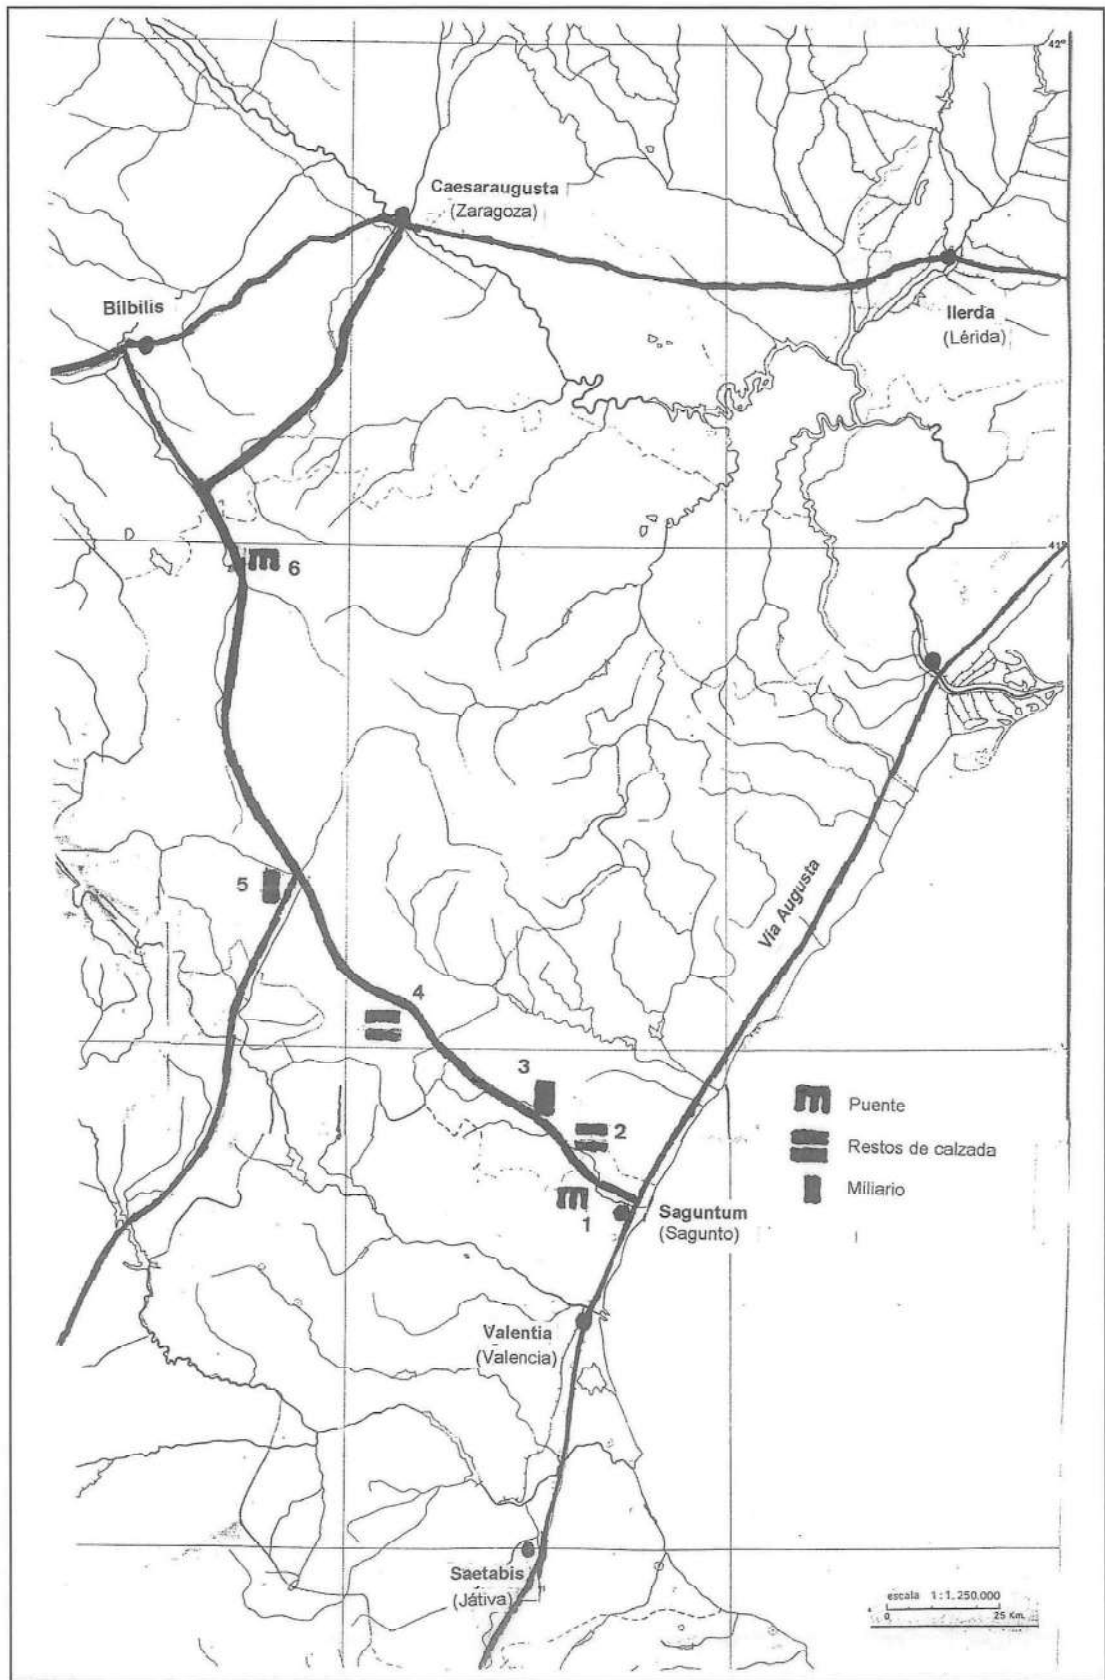 42°
Caesaraugusta
(Zaragoza)
Bilbilis
Ilerda
(Lérida)
41°
6
5
Vía Augusta
4
3
2
Puente
Restos de calzada
Miliario
1
Saguntum
(Sagunto)
Valentia
(Valencia)
Saetabis
(Játiva)
escala 1:1.250.000
0 25 Km.